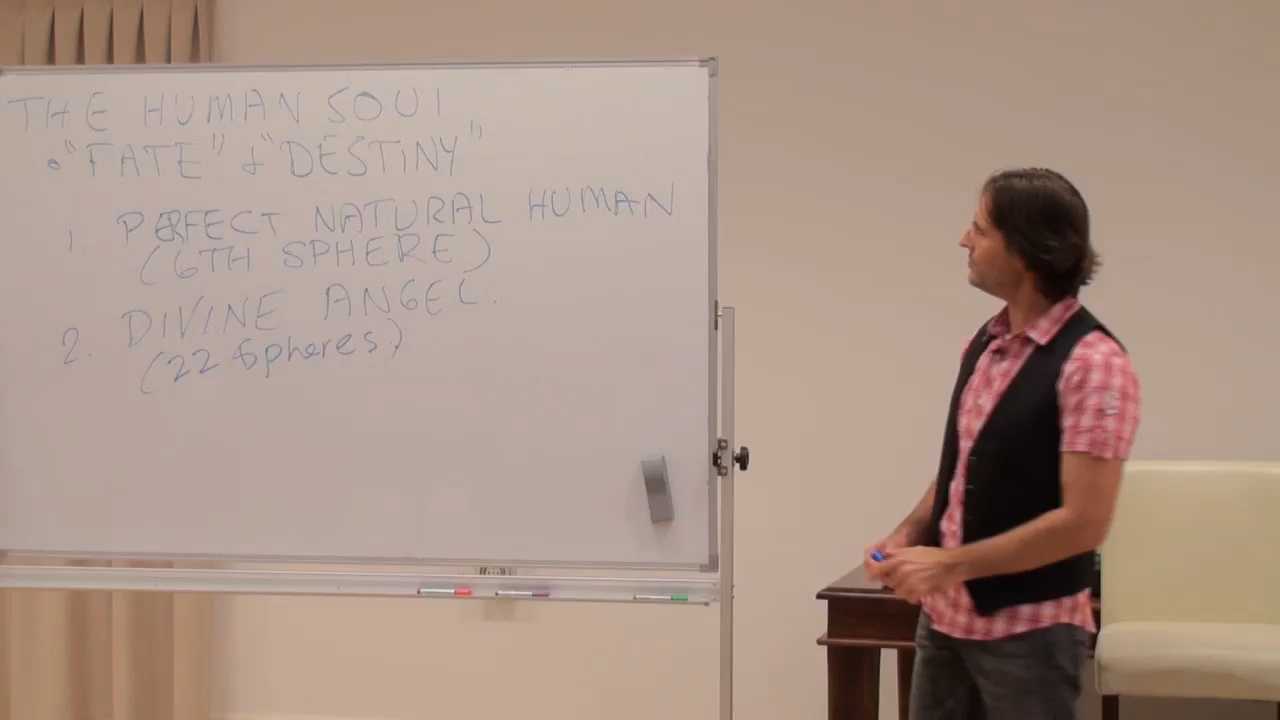 THE HUMAN SOUL
• "FATE" & "DESTINY"
1. PERFECT NATURAL HUMAN
(6TH SPHERE)
2. DIVINE ANGEL.
(22 Spheres)